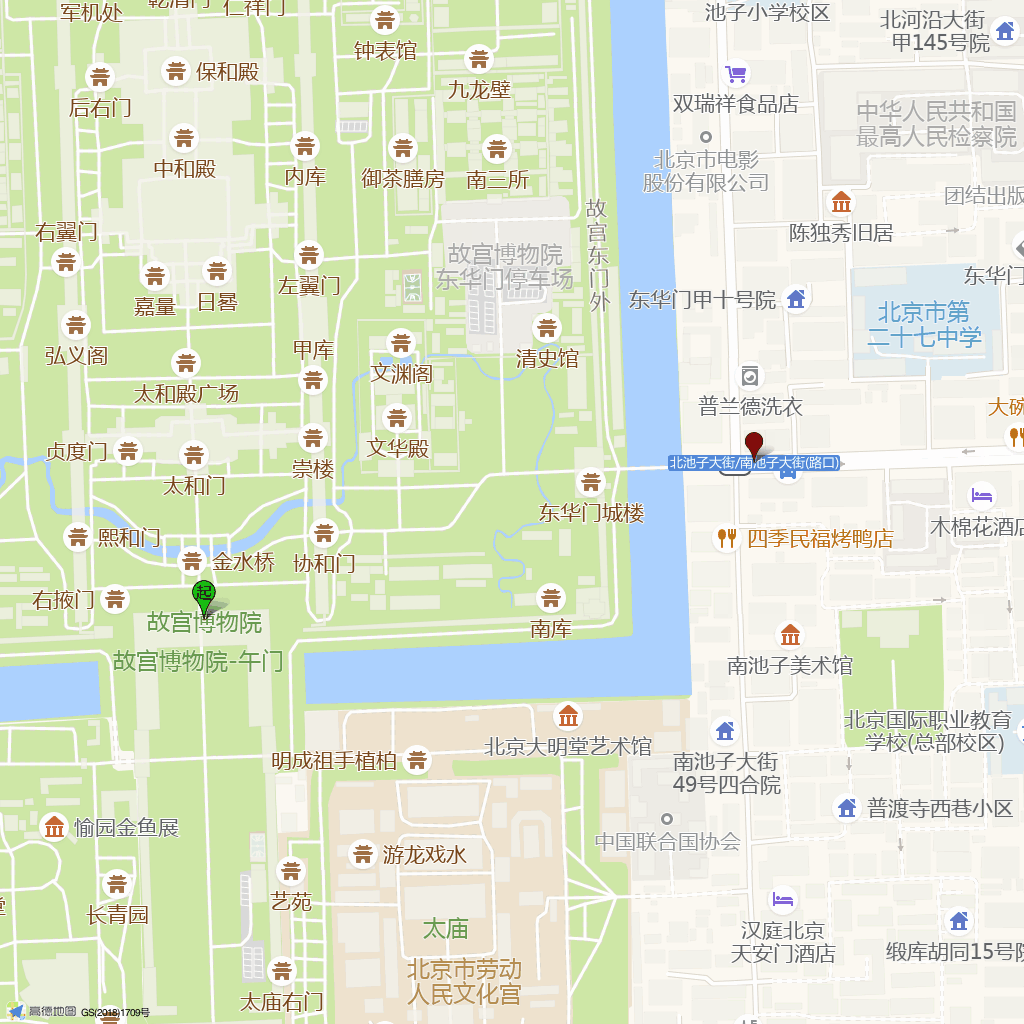 军机处
乾清门
仁祥门
池子小学校区
北河沿大街
甲145号院
钟表馆
保和殿
后右门
九龙壁
双瑞祥食品店
中华人民共和国
最高人民检察院
中和殿
内库
御茶膳房
南三所
北京市电影
股份有限公司
团结出版
右翼门
故宫东门外
陈独秀旧居
故宫博物院
东华门停车场
左翼门
嘉量
日晷
东华门
东华门甲十号院
北京市第
二十七中学
弘义阁
甲库
清史馆
文渊阁
太和殿广场
普兰德洗衣
大碗
贞度门
文华殿
崇楼
太和门
北池子大街/南池子大街(路口)
东华门城楼
木棉花酒店
熙和门
金水桥
协和门
四季民福烤鸭店
起
右掖门
故宫博物院
南库
故宫博物院-午门
南池子美术馆
北京国际职业教育
学校(总部校区)
北京大明堂艺术馆
明成祖手植柏
南池子大街
49号四合院
普渡寺西巷小区
愉园金鱼展
中国联合国协会
游龙戏水
艺苑
长青园
太庙
汉庭北京
天安门酒店
缎库胡同15号院
北京市劳动
人民文化宫
太庙右门
高德地图
GS(2018)1709号